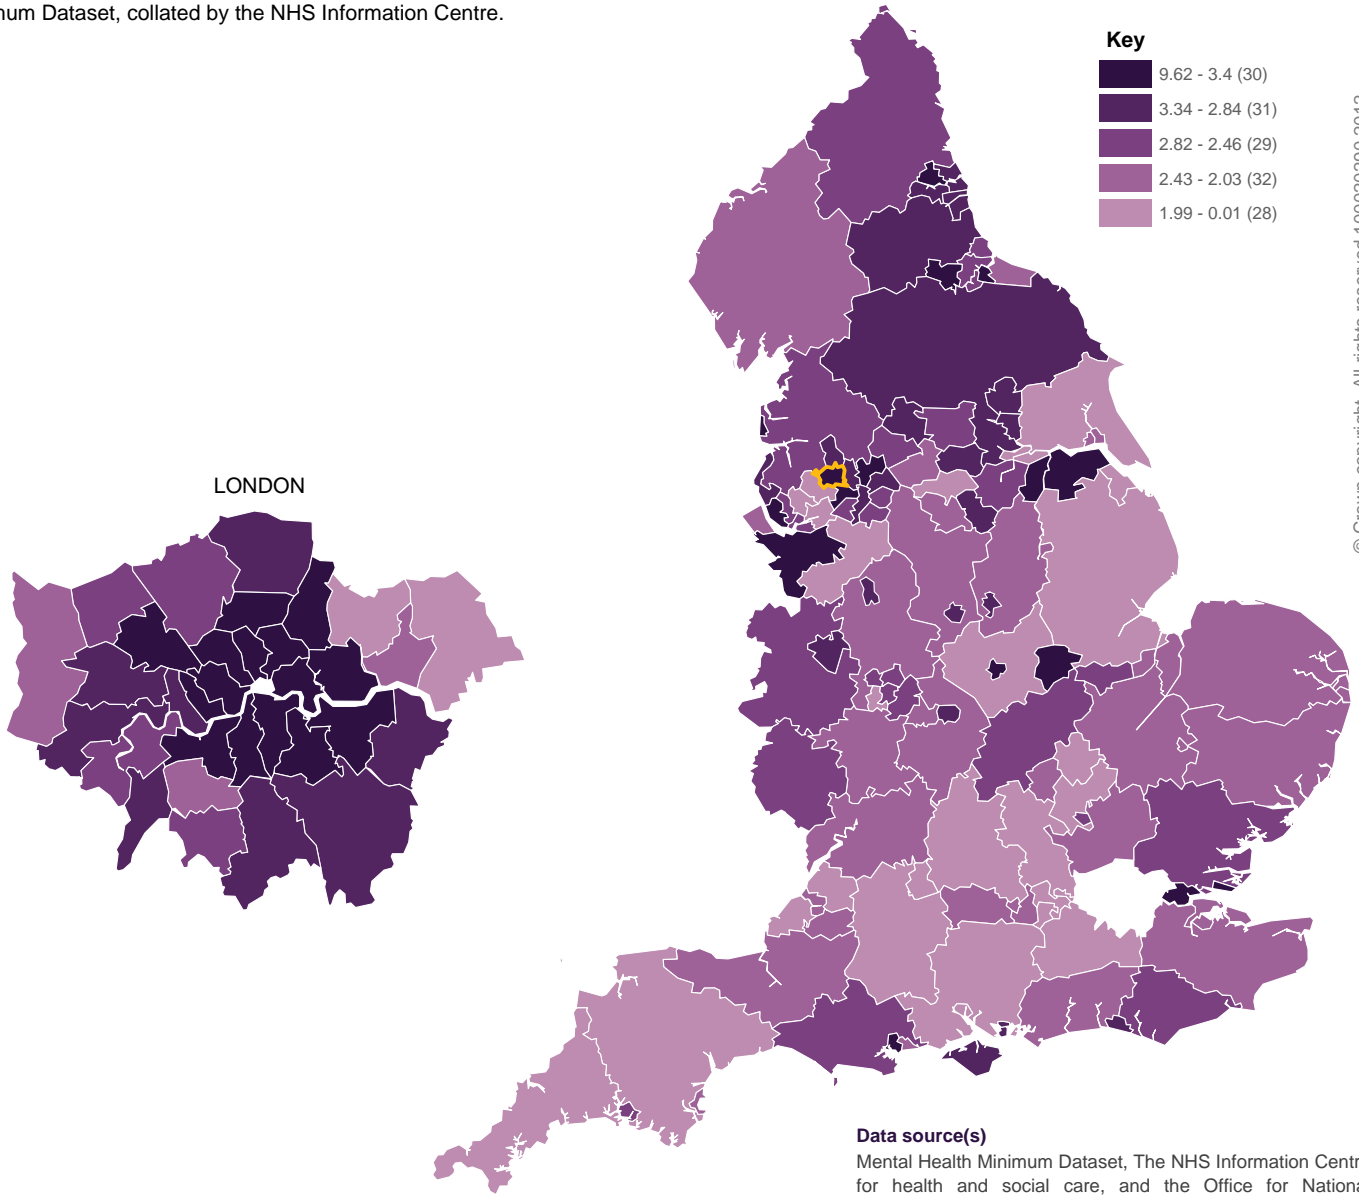 num Dataset, collated by the NHS Information Centre.
Key
9.62 - 3.4 (30)
3.34 - 2.84 (31)
2.82 - 2.46 (29)
2.43 - 2.03 (32)
1.99 - 0.01 (28)
LONDON
Data source(s)
Mental Health Minimum Dataset, The NHS Information Centr
for health and social care, and the Office for Nationa